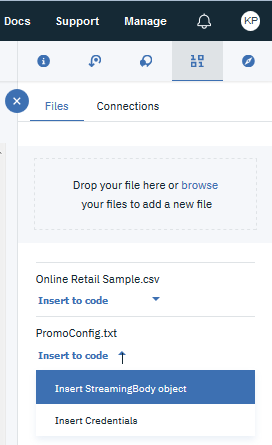 Docs Support Manage KP
Files Connections
Drop your file here or browse
your files to add a new file
Online Retail Sample.csv
Insert to code
PromoConfig.txt
Insert to code
Insert StreamingBody object
Insert Credentials